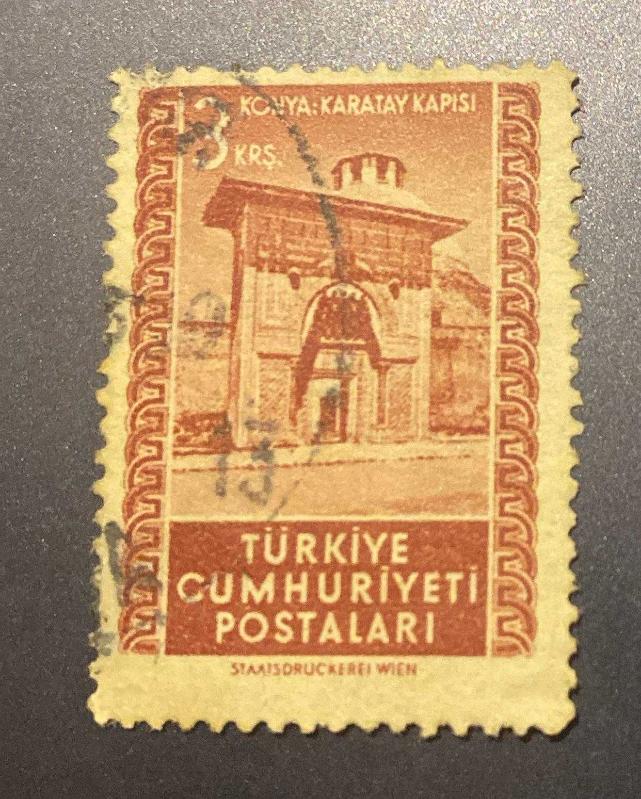 3 KONYA: KARATAY KAPISI
KRŞ.
TÜRKİYE
CUMHURİYETİ
POSTALARI
STAATSDRUCKEREI WIEN